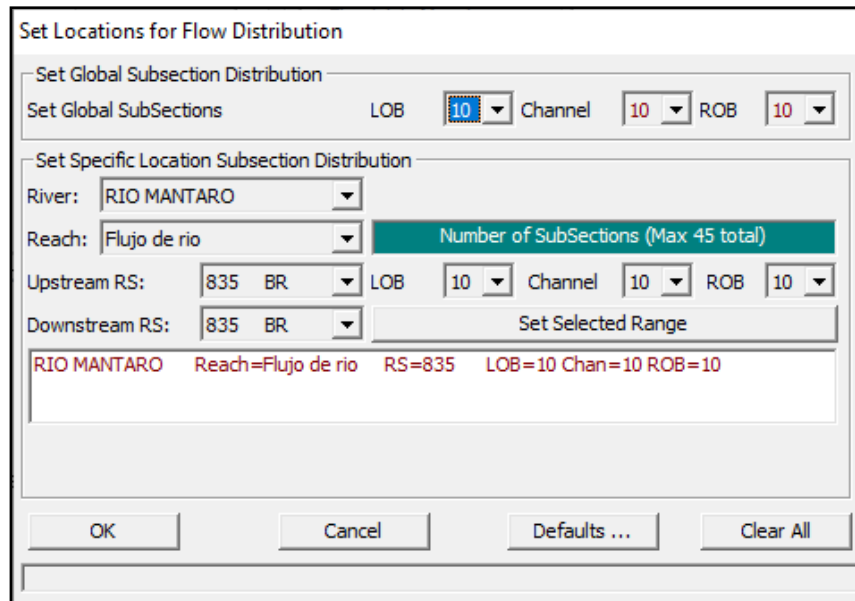 Set Locations for Flow Distribution
Set Global Subsection Distribution
Set Global SubSections LOB 10 Channel 10 ROB 10
Set Specific Location Subsection Distribution
River: RIO MANTARO
Reach: Flujo de rio Number of SubSections (Max 45 total)
Upstream RS: 835 BR LOB 10 Channel 10 ROB 10
Downstream RS: 835 BR Set Selected Range
RIO MANTARO Reach=Flujo de rio RS=835 LOB=10 Chan=10 ROB=10
OK Cancel Defaults ... Clear All